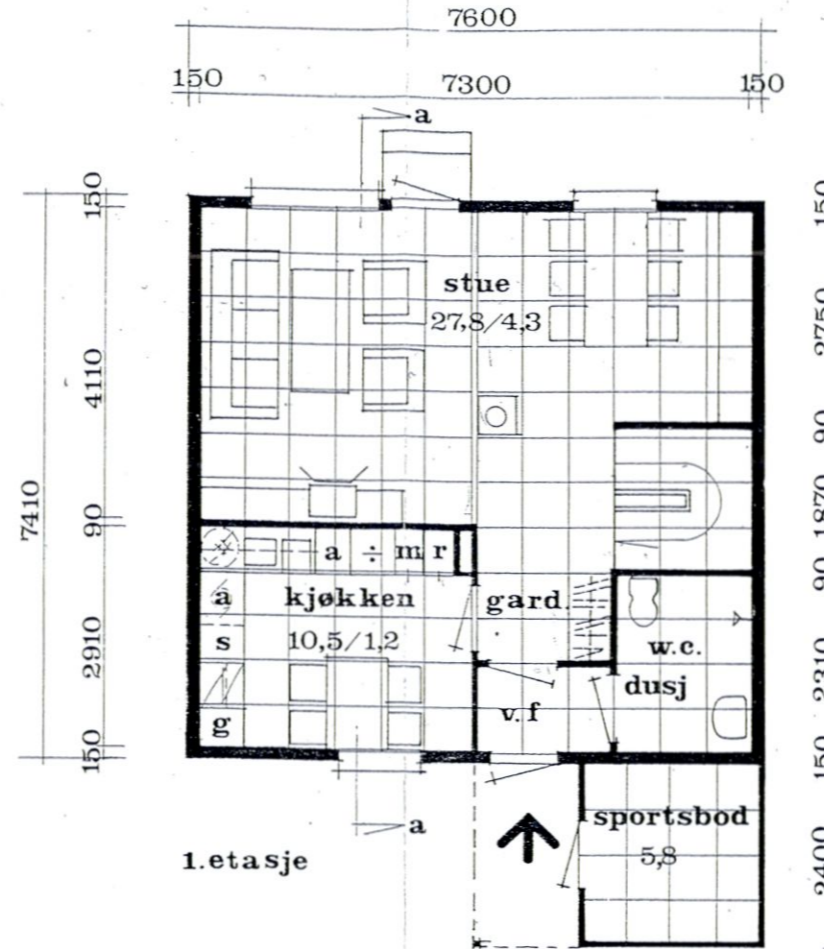 7600
150
7300
150
a
150
4110
90
2910
150
7410
150
2750
90
1870
90
2310
150
2400
stue
27,8/4,3
a ÷ m r
a
s
g
kjøkken
10,5/1,2
gard.
w.c.
dusj
v.f
a
sportsbod
5,8
1.etasje